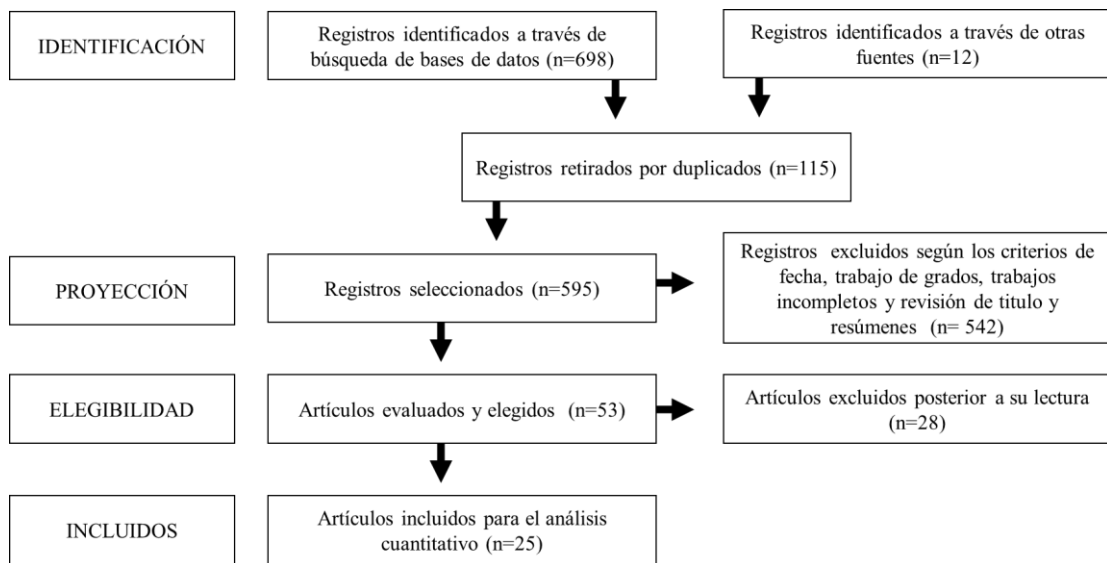 IDENTIFICACIÓN
Registros identificados a través de
búsqueda de bases de datos (n=698)
Registros identificados a través de otras
fuentes (n=12)
Registros retirados por duplicados (n=115)
PROYECCIÓN
Registros seleccionados (n=595)
Registros excluidos según los criterios de
fecha, trabajo de grados, trabajos
incompletos y revisión de titulo y
resúmenes (n= 542)
ELEGIBILIDAD
Artículos evaluados y elegidos (n=53)
Artículos excluidos posterior a su lectura
(n=28)
INCLUIDOS
Artículos incluidos para el análisis
cuantitativo (n=25)